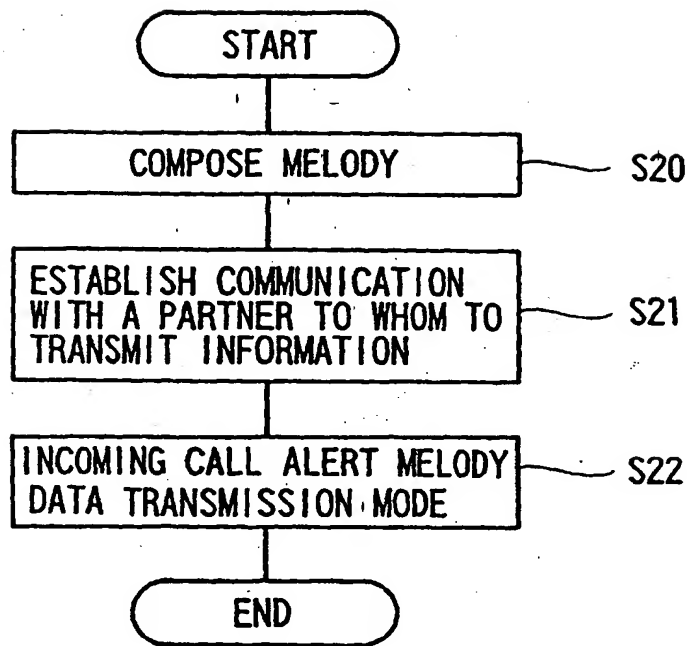 START
COMPOSE MELODY
S20
ESTABLISH COMMUNICATION
WITH A PARTNER TO WHOM TO
TRANSMIT INFORMATION
S21
INCOMING CALL ALERT MELODY
DATA TRANSMISSION MODE
S22
END